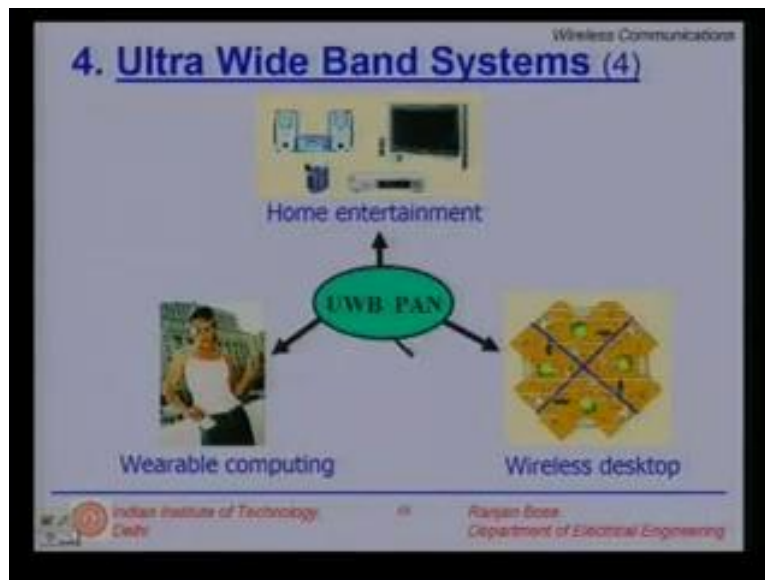 Wireless Communications
4. Ultra Wide Band Systems (4)
Home entertainment
UWB PAN
Wearable computing
Wireless desktop
Indian Institute of Technology,
Delhi
Ranjan Bose
Department of Electrical Engineering